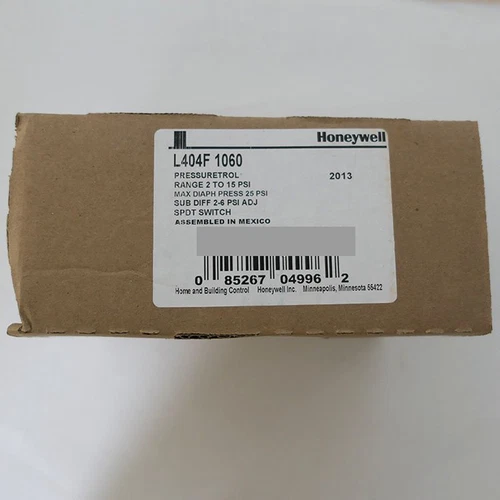 Honeywell
L404F 1060
PRESSURETROL 2013
RANGE 2 TO 15 PSI
MAX DIAPH PRESS 25 PSI
SUB DIFF 2-6 PSI ADJ
SPDT SWITCH
ASSEMBLED IN MEXICO
0 85267 04996 2
Home and Building Control Honeywell Inc. Minneapolis, Minnesota 55422